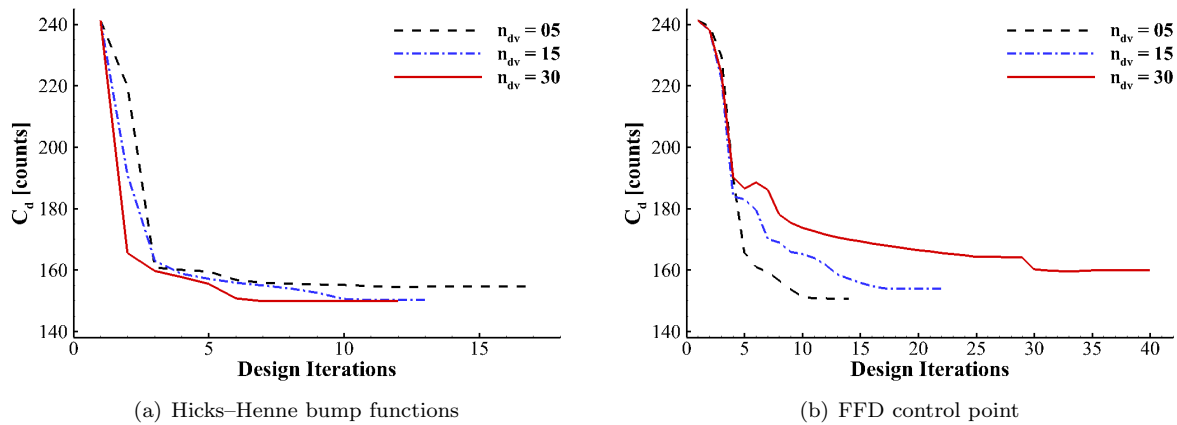 240
220
200
180
160
140
C_d [counts]
n_dv = 05
n_dv = 15
n_dv = 30
0 5 10 15
Design Iterations
(a) Hicks–Henne bump functions
240
220
200
180
160
140
C_d [counts]
n_dv = 05
n_dv = 15
n_dv = 30
0 5 10 15 20 25 30 35 40
Design Iterations
(b) FFD control point